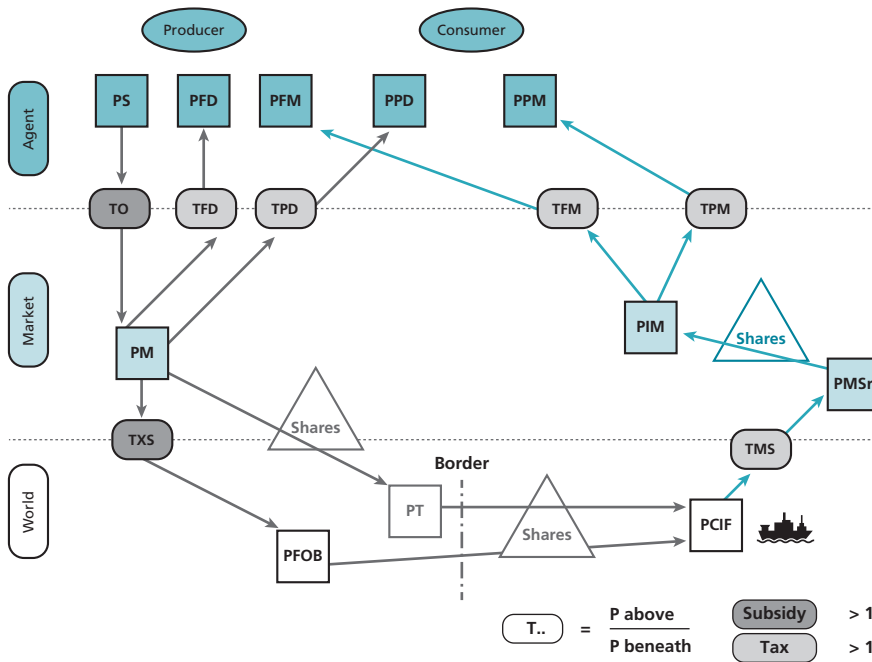 Producer
Consumer
Agent
PS
PFD
PFM
PPD
PPM
TO
TFD
TPD
TFM
TPM
Market
PM
PIM
Shares
PMSr
TXS
Shares
TMS
World
Border
PT
PCIF
PFOB
Shares
T.. = P above
P beneath
Subsidy > 1
Tax > 1